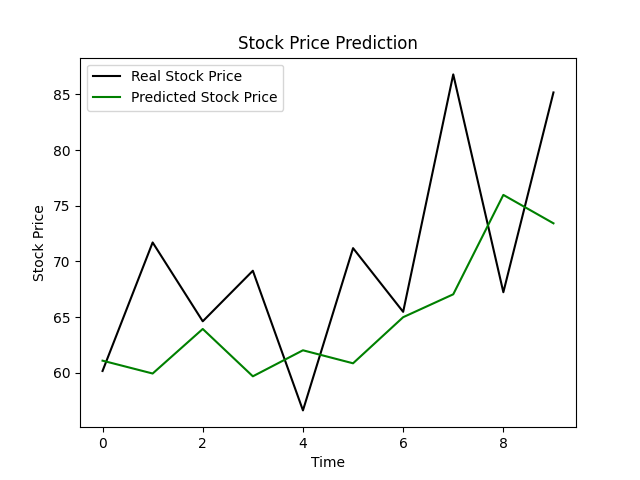 Stock Price Prediction
Real Stock Price
Predicted Stock Price
85
80
75
70
65
60
Stock Price
0 2 4 6 8
Time